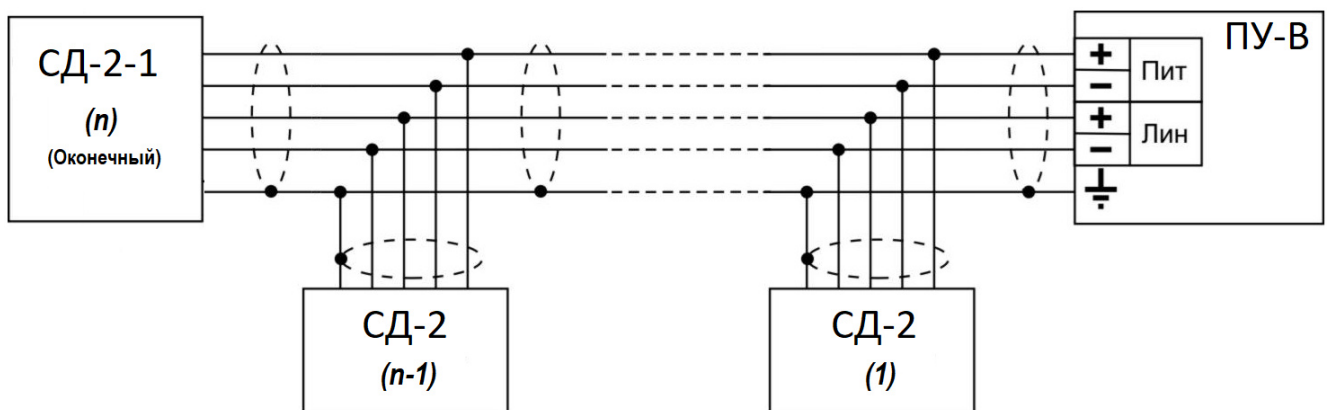 СД-2-1
(n)
(Оконечный)
ПУ-В
+
−
Пит
+
−
Лин
СД-2
(n-1)
СД-2
(1)